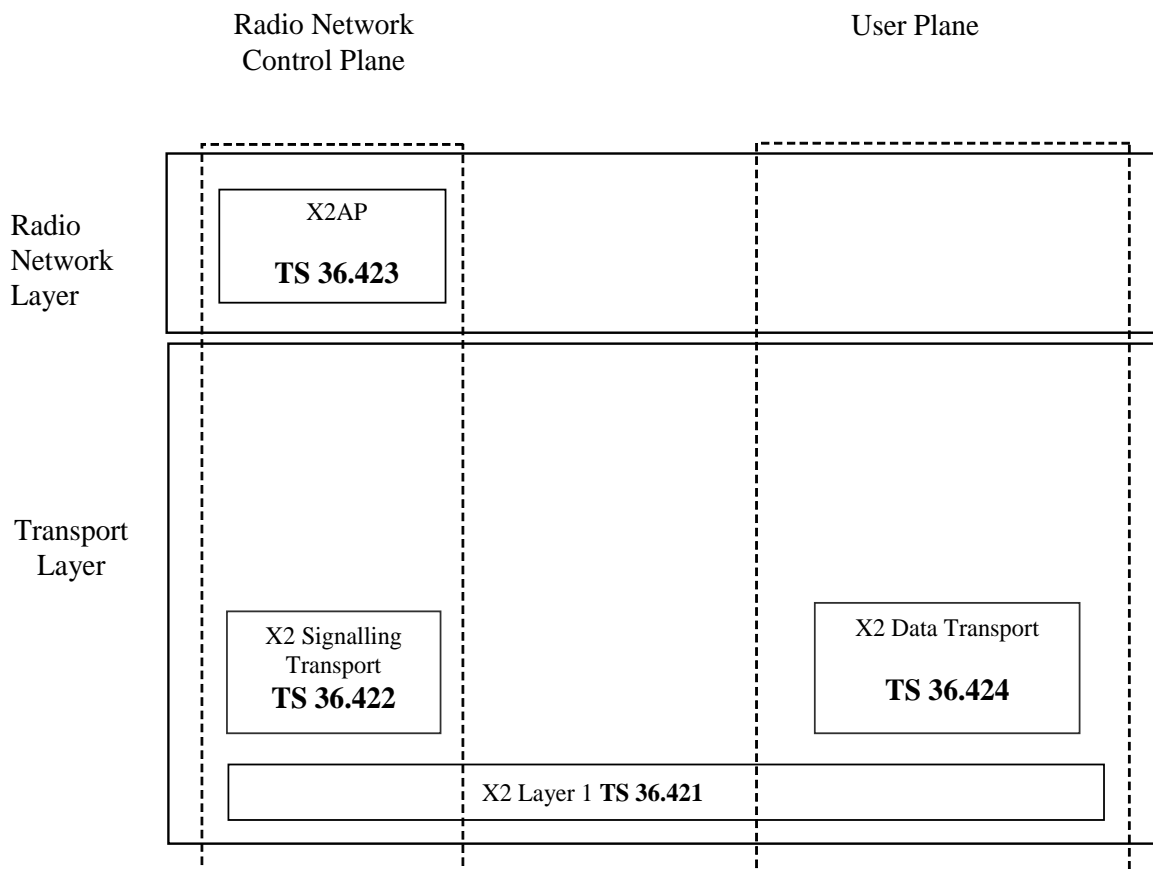 Radio Network
Control Plane
User Plane
Radio
Network
Layer
X2AP
TS 36.423
Transport
Layer
X2 Signalling
Transport
TS 36.422
X2 Data Transport
TS 36.424
X2 Layer 1 TS 36.421